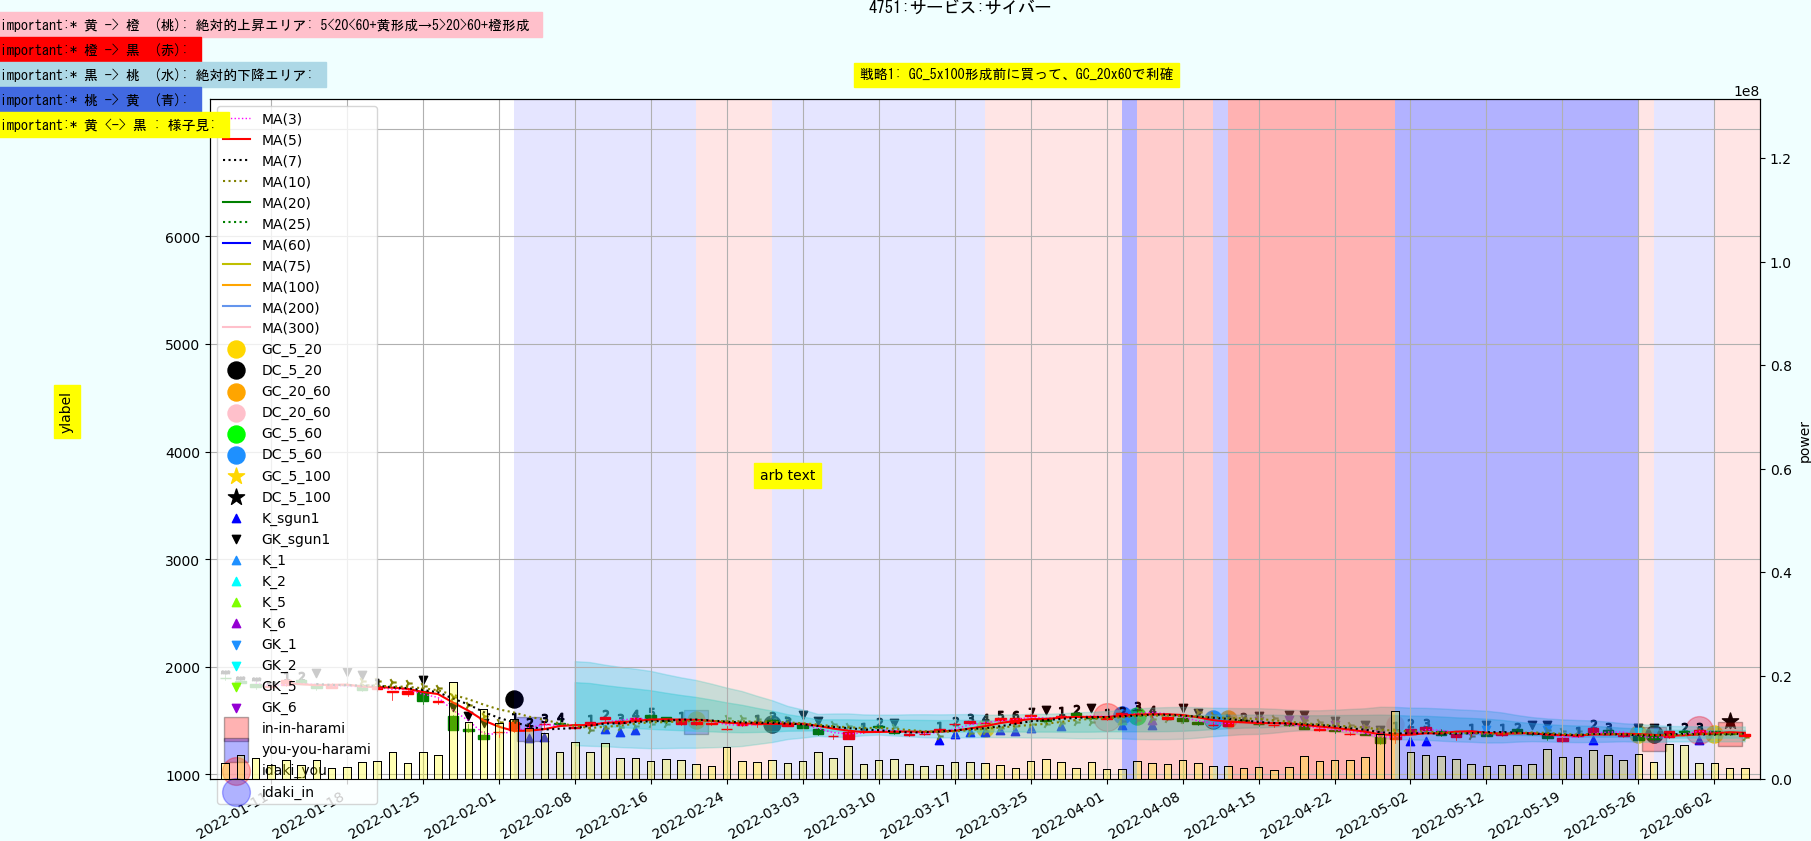 4751:サービス:サイバー
important:* 黄 -> 橙 (桃): 絶対的上昇エリア: 5<20<60+黄形成→5>20>60+橙形成
important:* 橙 -> 黒 (赤):
important:* 黒 -> 桃 (水): 絶対的下降エリア:
戦略1: GC_5x100形成前に買って、GC_20x60で利確
important:* 桃 -> 黄 (青):
important:* 黄 <-> 黒 : 様子見:
1e8
MA(3)
MA(5)
MA(7)
MA(10)
MA(20)
MA(25)
MA(60)
MA(75)
MA(100)
MA(200)
MA(300)
GC_5_20
DC_5_20
GC_20_60
DC_20_60
GC_5_60
DC_5_60
GC_5_100
DC_5_100
K_sgun1
GK_sgun1
K_1
K_2
K_5
K_6
GK_1
GK_2
GK_5
GK_6
in-in-harami
you-you-harami
idaki_you
idaki_in
6000
5000
4000
3000
2000
1000
ylabel
arb text
1.2
1.0
0.8
0.6
0.4
0.2
0.0
power
2022-01-11
2022-01-18
2022-01-25
2022-02-01
2022-02-08
2022-02-16
2022-02-24
2022-03-03
2022-03-10
2022-03-17
2022-03-25
2022-04-01
2022-04-08
2022-04-15
2022-04-22
2022-05-02
2022-05-12
2022-05-19
2022-05-26
2022-06-02